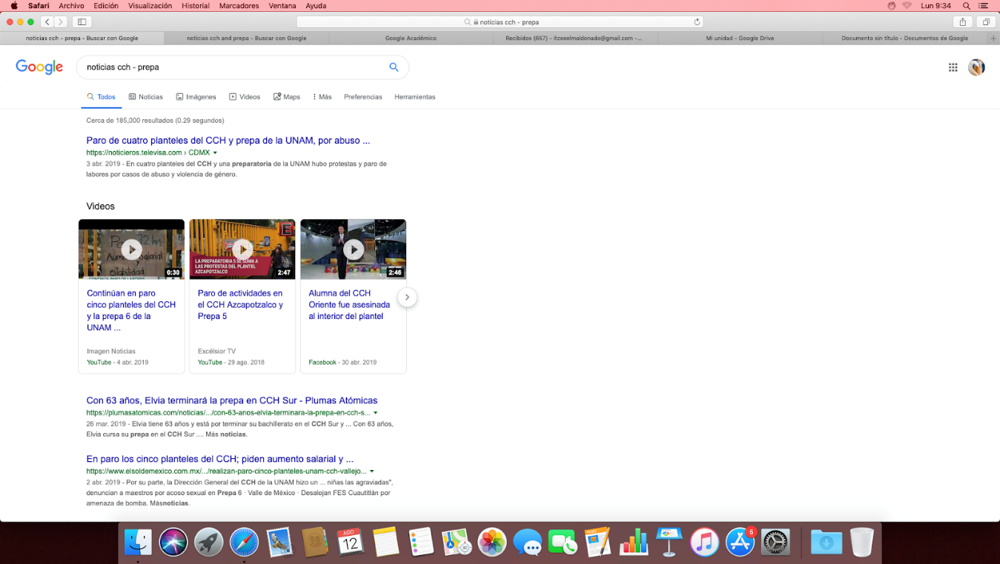 Safari Archivo Edición Visualización Historial Marcadores Ventana Ayuda Lun 9:34
noticias cch - prepa
noticias cch - prepa - Buscar con Google
noticias cch and prepa - Buscar con Google
Google Académico
Recibidos (657) - itzeeelmaldonado@gmail.com -...
Mi unidad - Google Drive
Documento sin título - Documentos de Google
Google
noticias cch - prepa
Todos Noticias Imágenes Videos Maps Más Preferencias Herramientas
Cerca de 185,000 resultados (0.29 segundos)
Paro de cuatro planteles del CCH y prepa de la UNAM, por abuso ...
https://noticieros.televisa.com › CDMX
3 abr. 2019 - En cuatro planteles del CCH y una preparatoria de la UNAM hubo protestas y paro de
labores por casos de abuso y violencia de género.
Videos
72 hrs
0:30
Continúan en paro
cinco planteles del CCH
y la prepa 6 de la
UNAM ...
Imagen Noticias
YouTube - 4 abr. 2019
E
LA PREPARATORIA 5 SE SUMA A
LAS PROTESTAS DEL PLANTEL
AZCAPOTZALCO
2:47
Paro de actividades en
el CCH Azcapotzalco y
Prepa 5
Excélsior TV
YouTube - 29 ago. 2018
2:46
Alumna del CCH
Oriente fue asesinada
al interior del plantel
Facebook - 30 abr. 2019
Con 63 años, Elvia terminará la prepa en CCH Sur - Plumas Atómicas
https://plumasatomicas.com/noticias/.../con-63-anos-elvia-terminara-la-prepa-en-cch-s...
26 mar. 2019 - Elvia tiene 63 años y está por terminar su bachillerato en el CCH Sur y ... Con 63 años,
Elvia cursa su prepa en el CCH Sur .... Más noticias.
En paro los cinco planteles del CCH; piden aumento salarial y ...
https://www.elsoldemexico.com.mx/.../realizan-paro-cinco-planteles-unam-cch-vallejo...
2 abr. 2019 - Por su parte, la Dirección General del CCH de la UNAM hizo un ... niñas las agraviadas",
denuncian a maestros por acoso sexual en Prepa 6 · Valle de México · Desalojan FES Cuautitlán por
amenaza de bomba. Másnoticias.
AGO
12
5